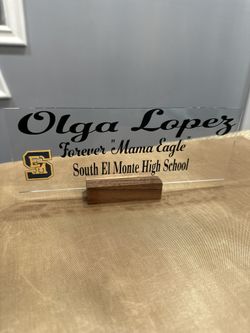 Olga Lopez
Forever "Mama Eagle"
South El Monte High School